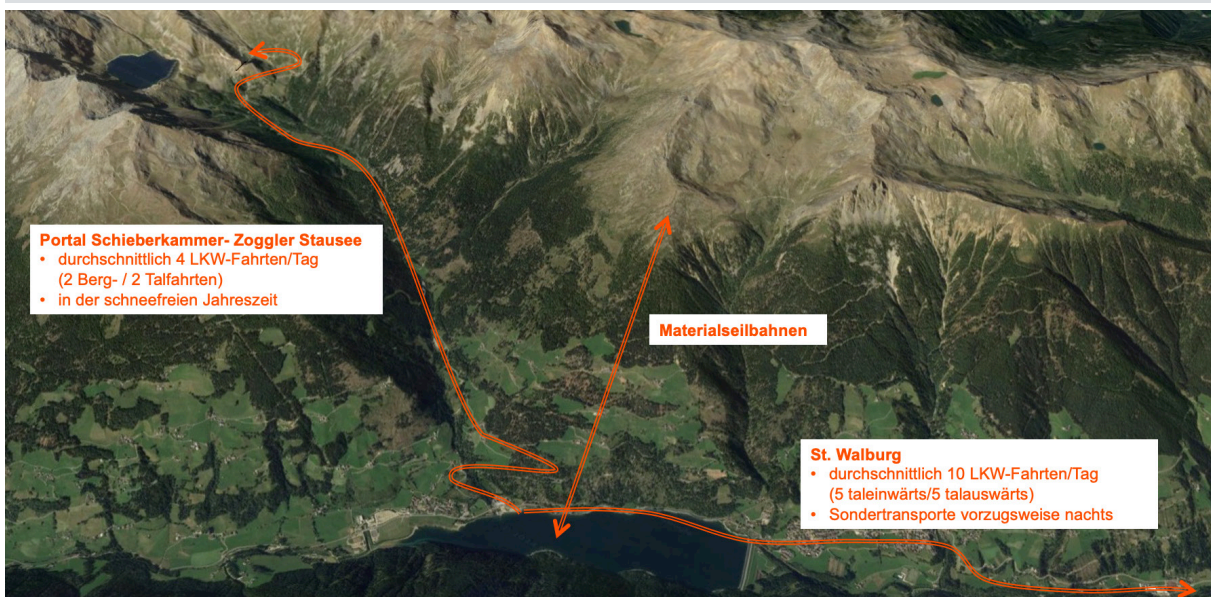 Portal Schieberkammer- Zoggler Stausee
• durchschnittlich 4 LKW-Fahrten/Tag
(2 Berg- / 2 Talfahrten)
• in der schneefreien Jahreszeit
Materialseilbahnen
St. Walburg
• durchschnittlich 10 LKW-Fahrten/Tag
(5 taleinwärts/5 talauswärts)
• Sondertransporte vorzugsweise nachts